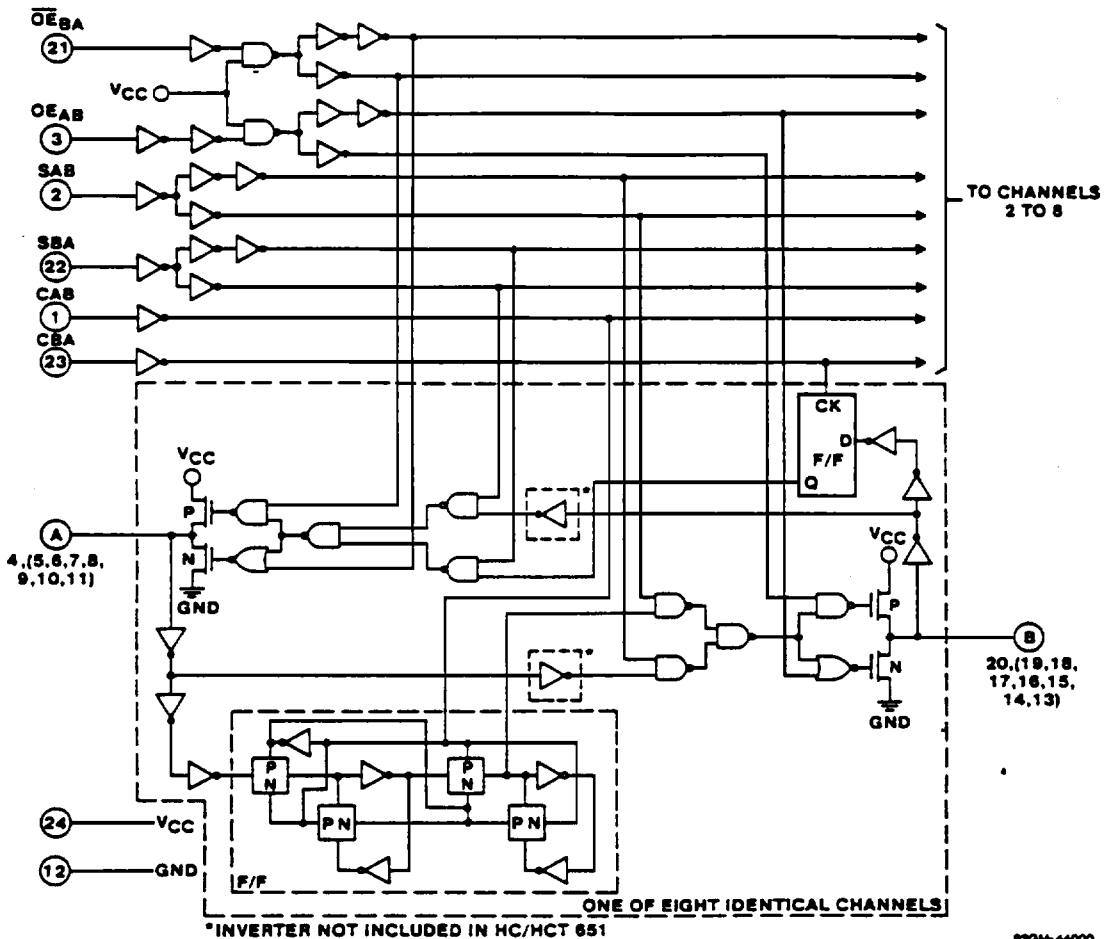 OEBA
21
VCC
OEAB
3
SAB
2
SBA
22
CAB
1
CBA
23
TO CHANNELS
2 TO 8
CK
D
F/F
Q
VCC
P
N
GND
A
4,(5,6,7,8,
9,10,11)
*
VCC
P
N
GND
B
20,(19,18,
17,16,15,
14,13)
*
P
N
P
N
P N
P N
F/F
24
VCC
12
GND
ONE OF EIGHT IDENTICAL CHANNELS
*INVERTER NOT INCLUDED IN HC/HCT 651